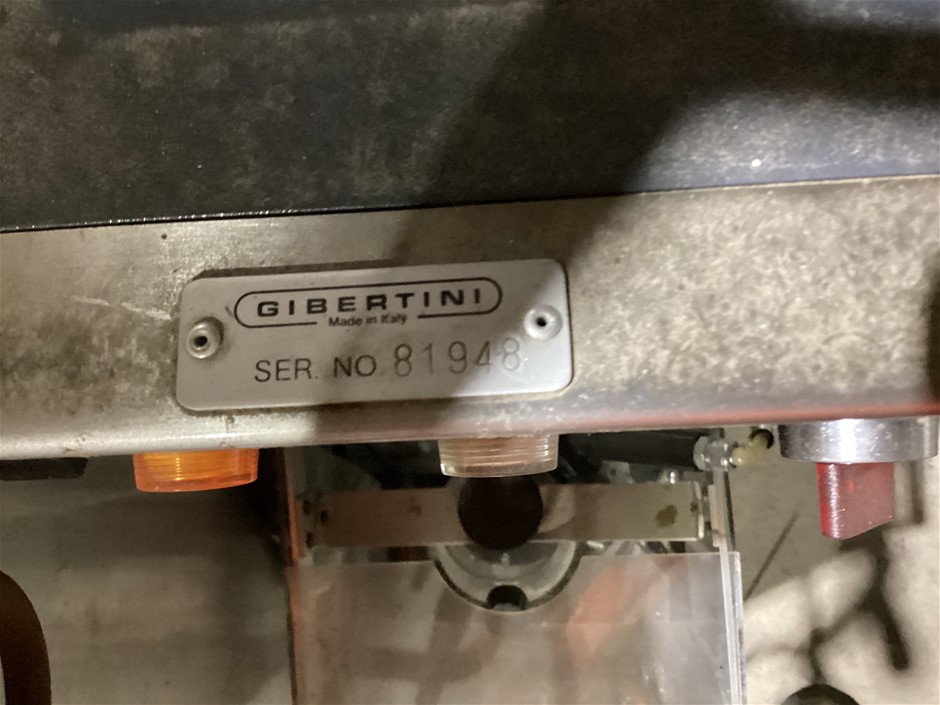 GIBERTINI
Made in Italy
SER. NO. 81948